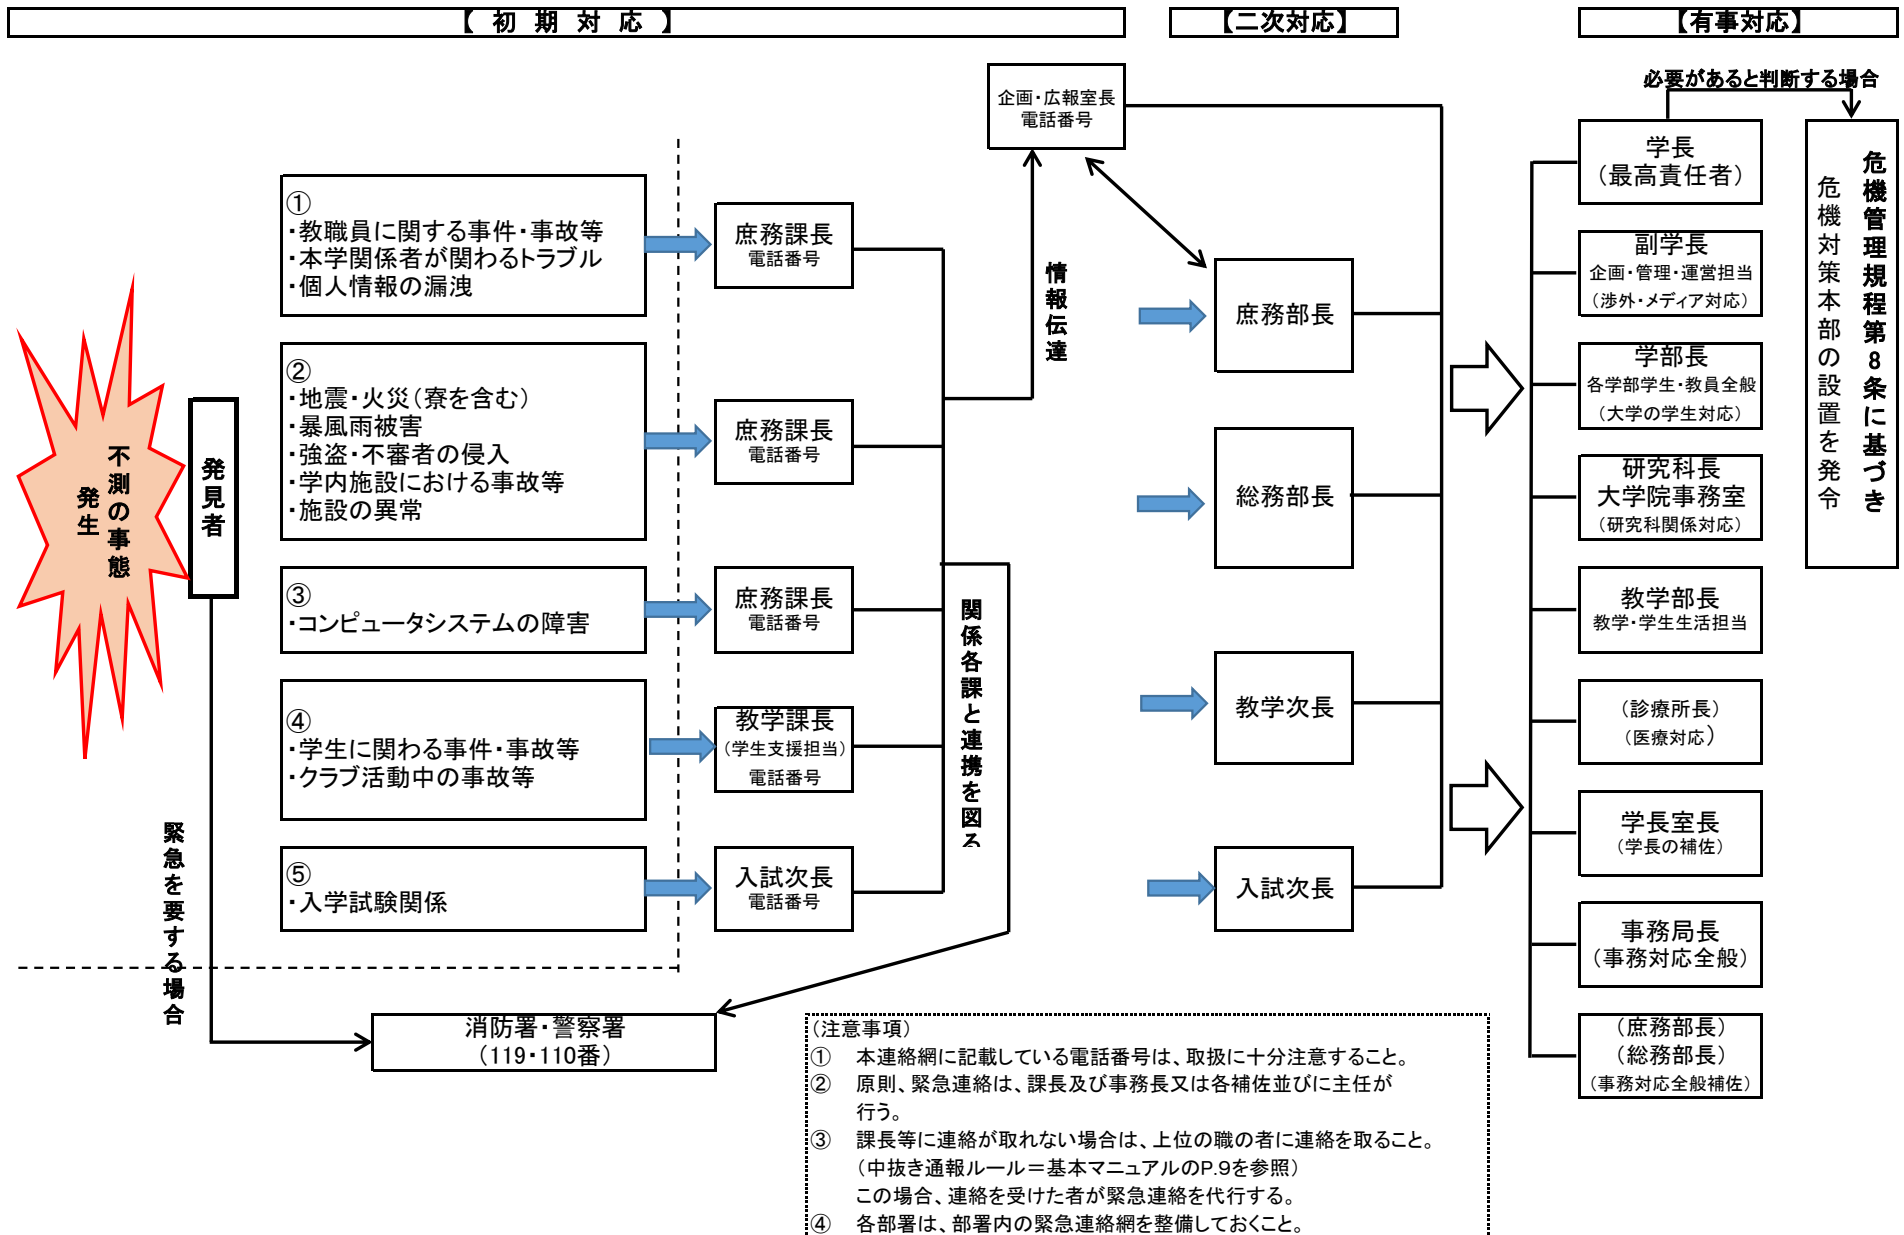 【 初 期 対 応 】
【二次対応】
【有事対応】
必要があると判断する場合
企画・広報室長
電話番号
不測の事態
発生
発見者
緊急を要する場合
①
・教職員に関する事件・事故等
・本学関係者が関わるトラブル
・個人情報の漏洩
庶務課長
電話番号
②
・地震・火災（寮を含む）
・暴風雨被害
・強盗・不審者の侵入
・学内施設における事故等
・施設の異常
庶務課長
電話番号
③
・コンピュータシステムの障害
庶務課長
電話番号
④
・学生に関わる事件・事故等
・クラブ活動中の事故等
教学課長
（学生支援担当）
電話番号
⑤
・入学試験関係
入試次長
電話番号
情報伝達
関係各課と連携を図る
消防署・警察署
（119・110番）
庶務部長
総務部長
教学次長
入試次長
学長
（最高責任者）
副学長
企画・管理・運営担当
（渉外・メディア対応）
学部長
各学部学生・教員全般
（大学の学生対応）
研究科長
大学院事務室
（研究科関係対応）
教学部長
教学・学生生活担当
（診療所長）
（医療対応）
学長室長
（学長の補佐）
事務局長
（事務対応全般）
（庶務部長）
（総務部長）
（事務対応全般補佐）
危機管理規程第8条に基づき
危機対策本部の設置を発令
（注意事項）
① 本連絡網に記載している電話番号は、取扱に十分注意すること。
② 原則、緊急連絡は、課長及び事務長又は各補佐並びに主任が
行う。
③ 課長等に連絡が取れない場合は、上位の職の者に連絡を取ること。
（中抜き通報ルール＝基本マニュアルのP.9を参照）
この場合、連絡を受けた者が緊急連絡を代行する。
④ 各部署は、部署内の緊急連絡網を整備しておくこと。